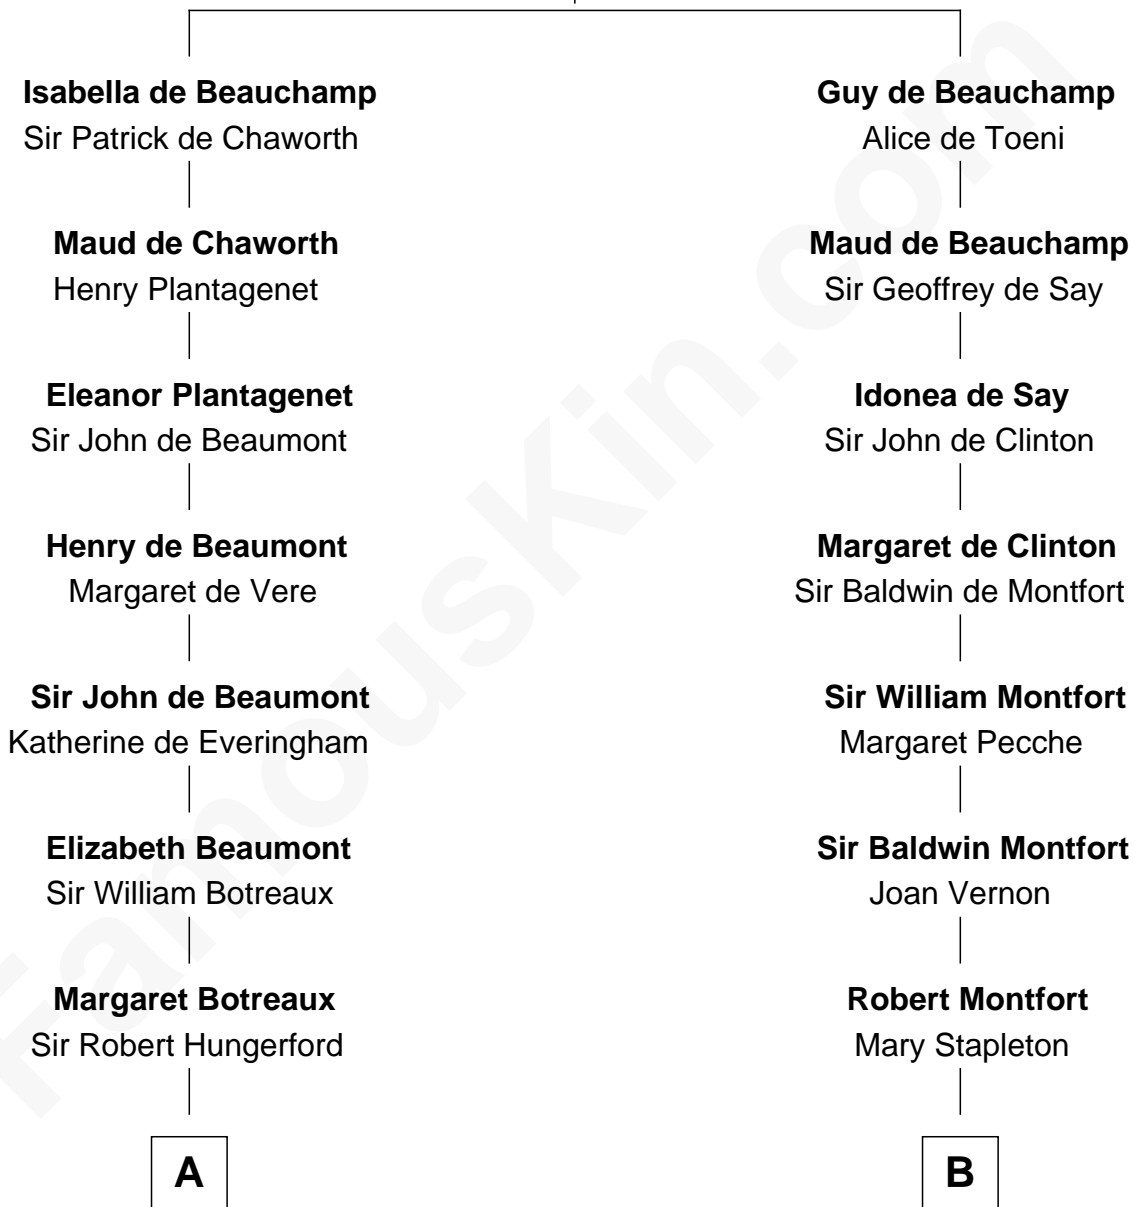 Isabella de Beauchamp
Sir Patrick de Chaworth
Guy de Beauchamp
Alice de Toeni
Maud de Chaworth
Henry Plantagenet
Maud de Beauchamp
Sir Geoffrey de Say
Eleanor Plantagenet
Sir John de Beaumont
Idonea de Say
Sir John de Clinton
Henry de Beaumont
Margaret de Vere
Margaret de Clinton
Sir Baldwin de Montfort
Sir John de Beaumont
Katherine de Everingham
Sir William Montfort
Margaret Pecche
Elizabeth Beaumont
Sir William Botreaux
Sir Baldwin Montfort
Joan Vernon
Margaret Botreaux
Sir Robert Hungerford
Robert Montfort
Mary Stapleton
A
B
FamousKin.com